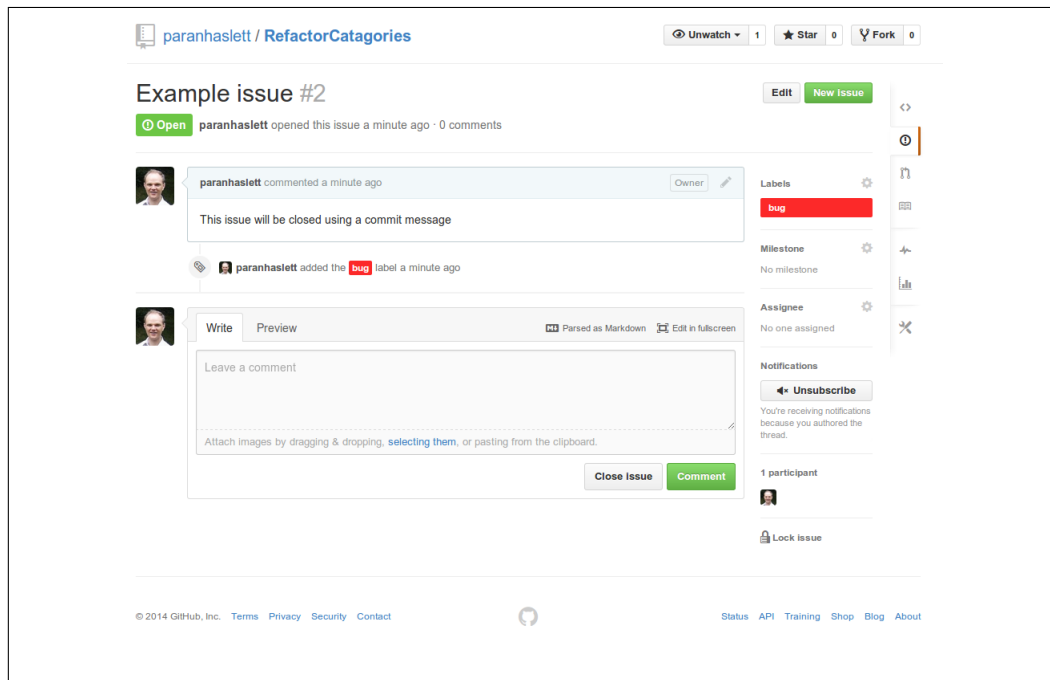 paranhaslett / RefactorCatagories
Unwatch 1 Star 0 Fork 0
Example issue #2
Edit New Issue
Open paranhaslett opened this issue a minute ago · 0 comments
paranhaslett commented a minute ago Owner
This issue will be closed using a commit message
paranhaslett added the bug label a minute ago
Write Preview Parsed as Markdown Edit in fullscreen
Leave a comment
Attach images by dragging & dropping, selecting them, or pasting from the clipboard.
Close issue Comment
Labels
bug
Milestone
No milestone
Assignee
No one assigned
Notifications
Unsubscribe
You're receiving notifications
because you authored the
thread.
1 participant
Lock issue
© 2014 GitHub, Inc. Terms Privacy Security Contact
Status API Training Shop Blog About